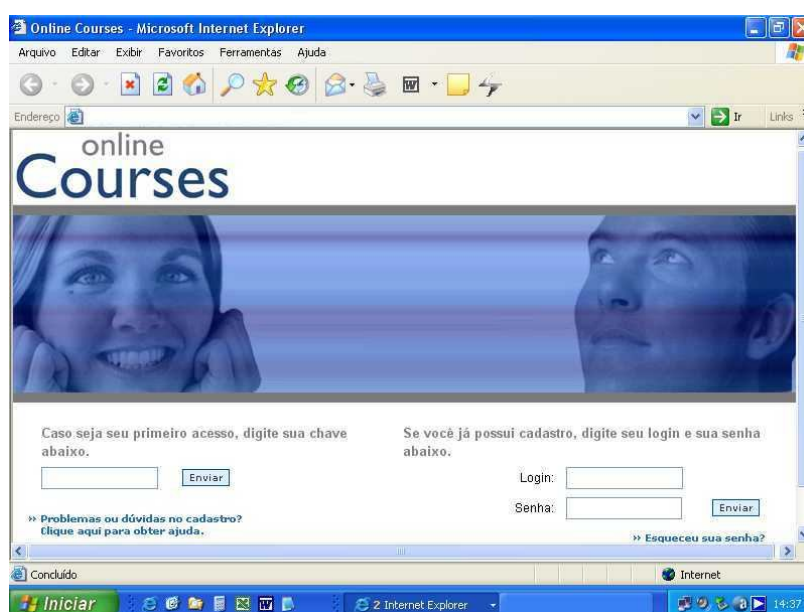 Online Courses - Microsoft Internet Explorer
Arquivo Editar Exibir Favoritos Ferramentas Ajuda
W
Endereço Ir Links
online
Courses
Caso seja seu primeiro acesso, digite sua chave
abaixo.
Enviar
» Problemas ou dúvidas no cadastro?
Clique aqui para obter ajuda.
Se você já possui cadastro, digite seu login e sua senha
abaixo.
Login:
Senha: Enviar
» Esqueceu sua senha?
Concluído Internet
Iniciar 2 Internet Explorer 14:37